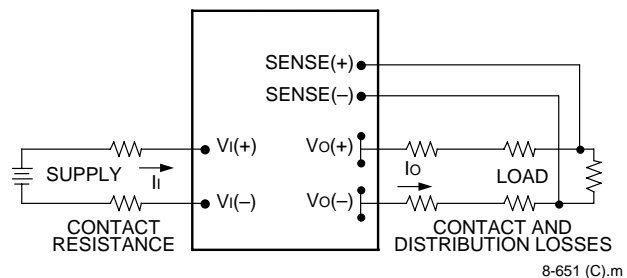 SENSE(+)
SENSE(–)
VI(+)
VO(+)
IO
SUPPLY
II
LOAD
VI(–)
VO(–)
CONTACT
RESISTANCE
CONTACT AND
DISTRIBUTION LOSSES
8-651 (C).m